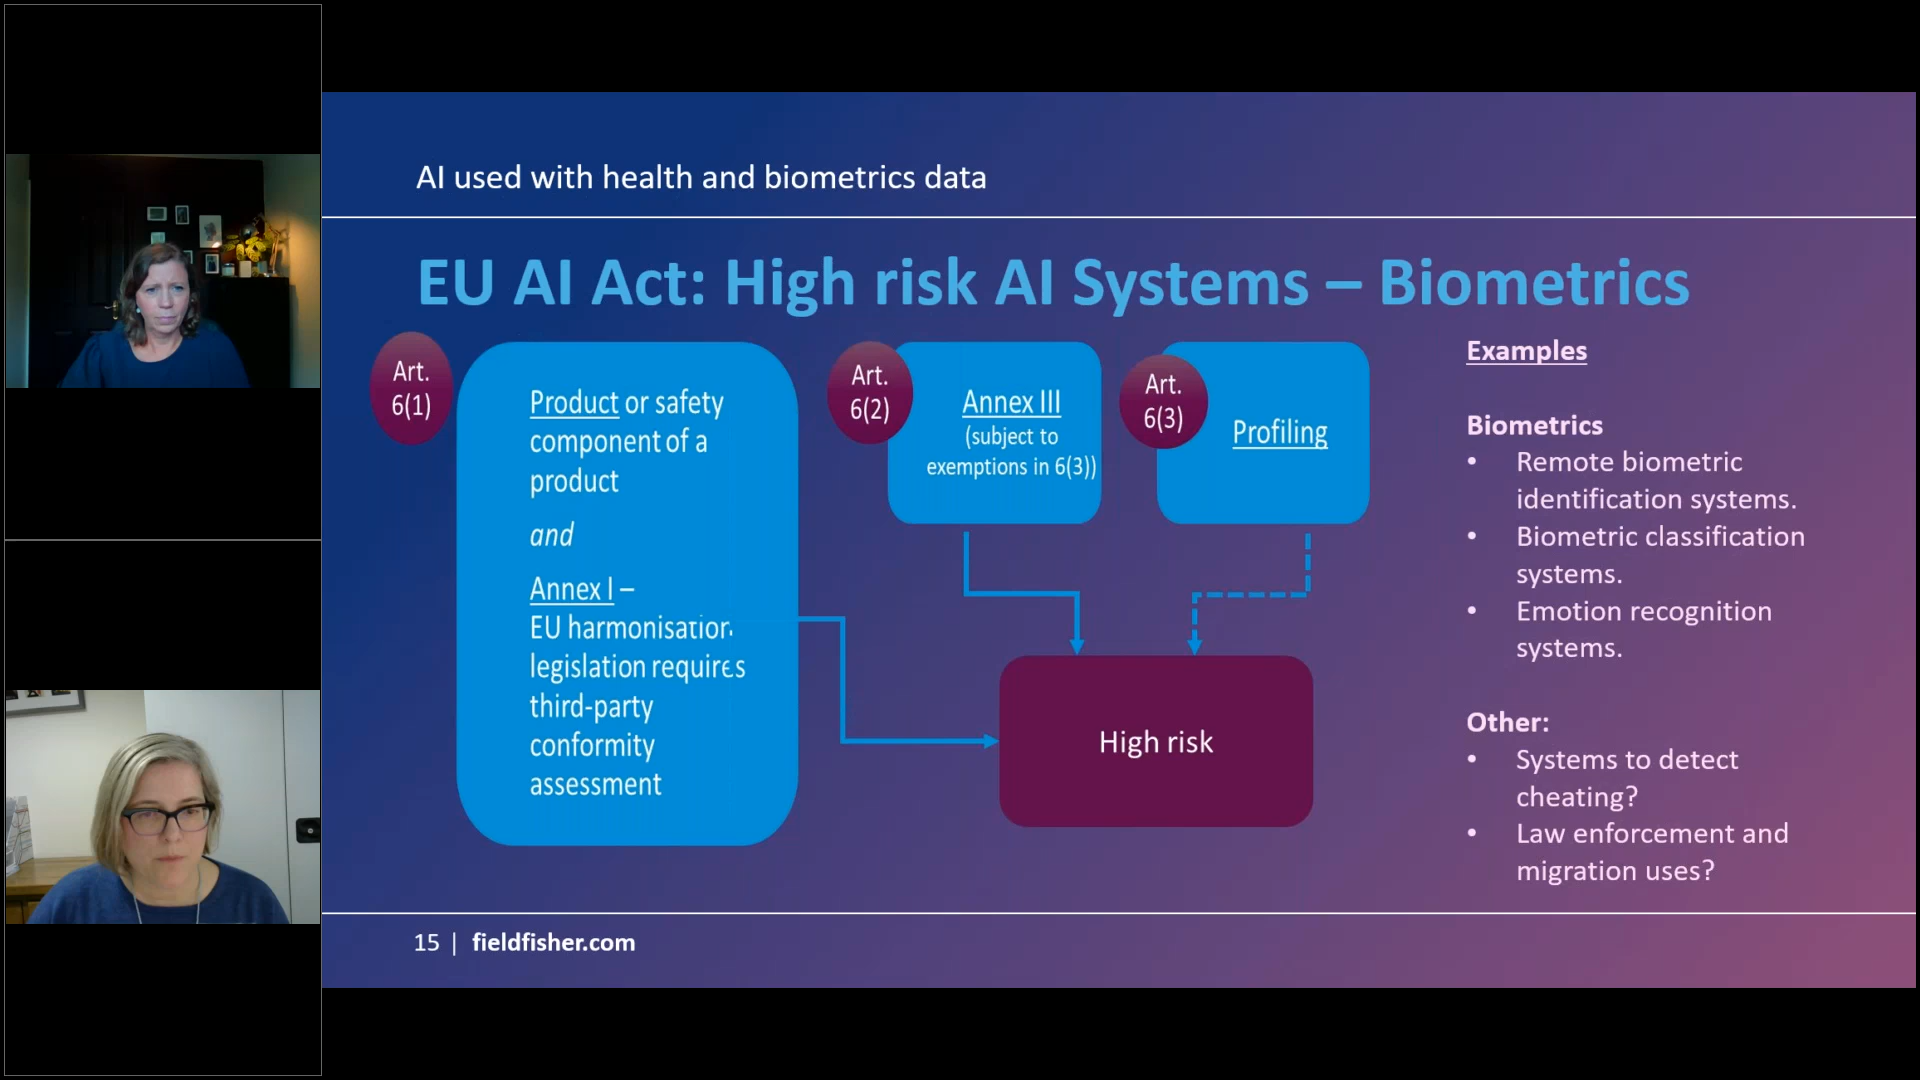 AI used with health and biometrics data
EU AI Act: High risk AI Systems – Biometrics
Art.
6(1)
Product or safety
component of a
product
and
Annex I –
EU harmonisation
legislation requires
third-party
conformity
assessment
Art.
6(2)
Annex III
(subject to
exemptions in 6(3))
Art.
6(3)
Profiling
High risk
Examples
Biometrics
• Remote biometric
identification systems.
• Biometric classification
systems.
• Emotion recognition
systems.
Other:
• Systems to detect
cheating?
• Law enforcement and
migration uses?
15 | fieldfisher.com